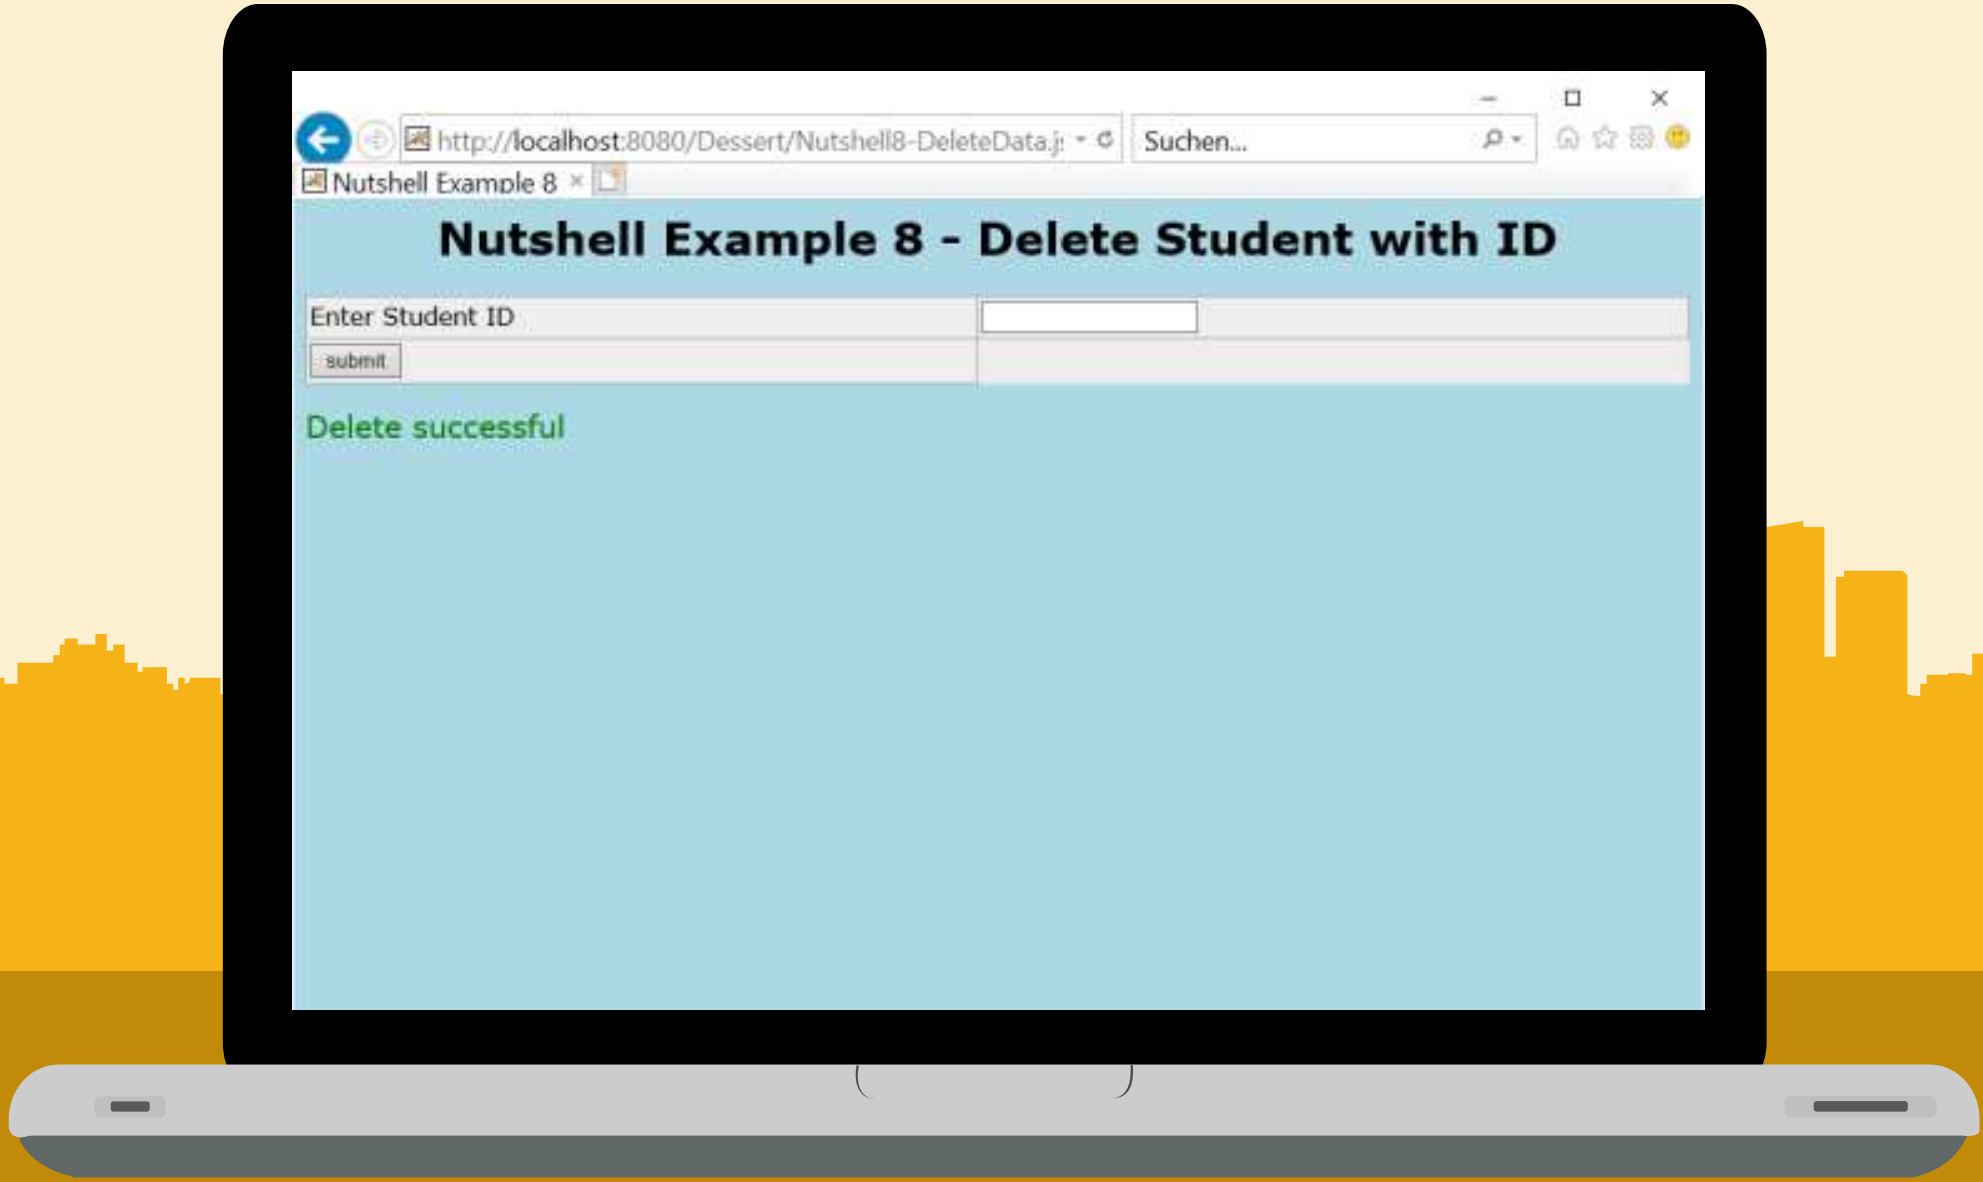 http://localhost:8080/Dessert/Nutshell8-DeleteData.j
Suchen...
Nutshell Example 8
Nutshell Example 8 - Delete Student with ID
Enter Student ID
submit
Delete successful